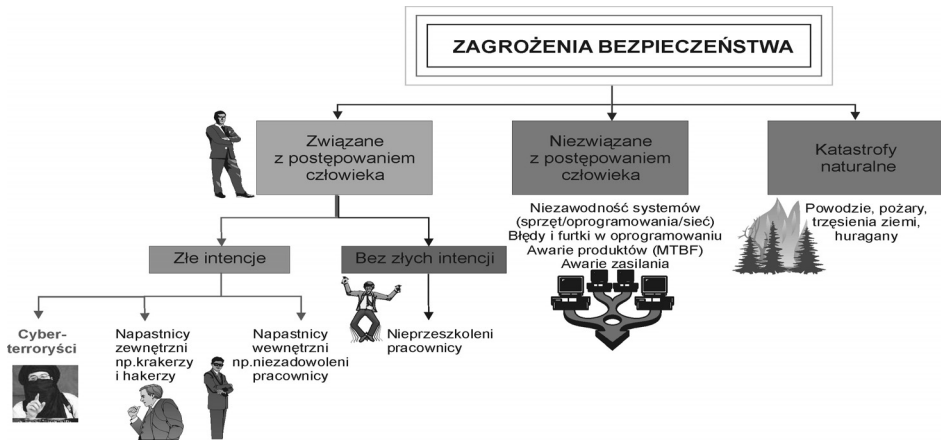 ZAGROŻENIA BEZPIECZEŃSTWA
Związane
z postępowaniem
człowieka
Niezwiązane
z postępowaniem
człowieka
Katastrofy
naturalne
Niezawodność systemów
(sprzęt/oprogramowania/sieć)
Błędy i furtki w oprogramowaniu
Awarie produktów (MTBF)
Awarie zasilania
Powodzie, pożary,
trzęsienia ziemi,
huragany
Złe intencje
Bez złych intencji
Cyber-
terroryści
Napastnicy
zewnętrzni
np.krakerzy
i hakerzy
Napastnicy
wewnętrzni
np.niezadowoleni
pracownicy
Nieprzeszkoleni
pracownicy